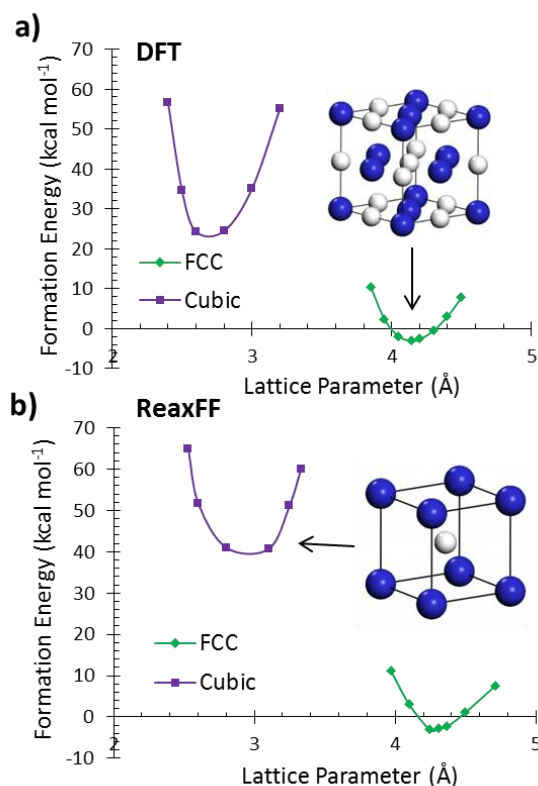 a)
DFT
Formation Energy (kcal mol⁻¹)
70
60
50
40
30
20
10
0
-10
FCC
Cubic
2
3
4
5
Lattice Parameter (Å)
b)
ReaxFF
Formation Energy (kcal mol⁻¹)
70
60
50
40
30
20
10
0
-10
FCC
Cubic
2
3
4
5
Lattice Parameter (Å)